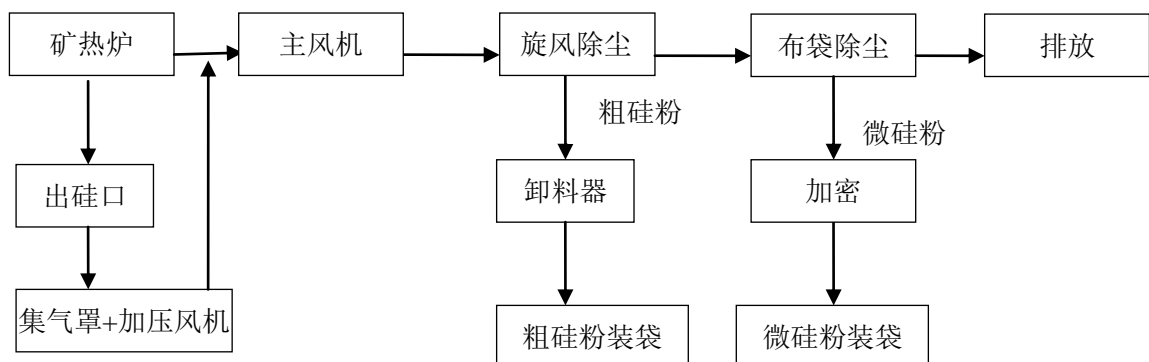 矿热炉
主风机
旋风除尘
布袋除尘
排放
粗硅粉
微硅粉
出硅口
卸料器
加密
集气罩+加压风机
粗硅粉装袋
微硅粉装袋